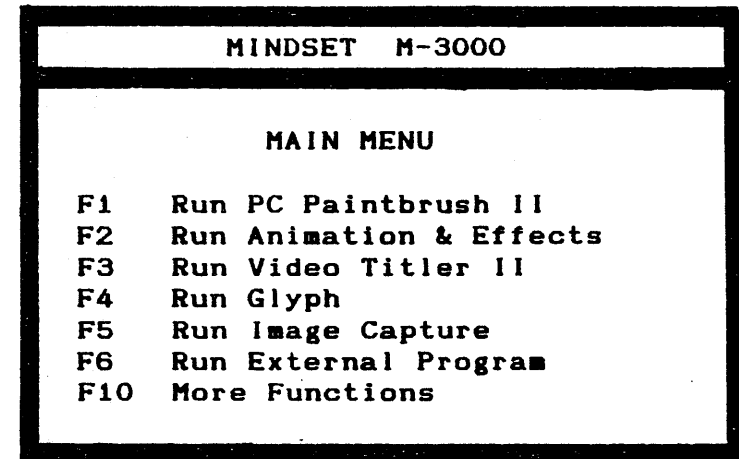 MINDSET M-3000
MAIN MENU
F1 Run PC Paintbrush II
F2 Run Animation & Effects
F3 Run Video Titler II
F4 Run Glyph
F5 Run Image Capture
F6 Run External Program
F10 More Functions